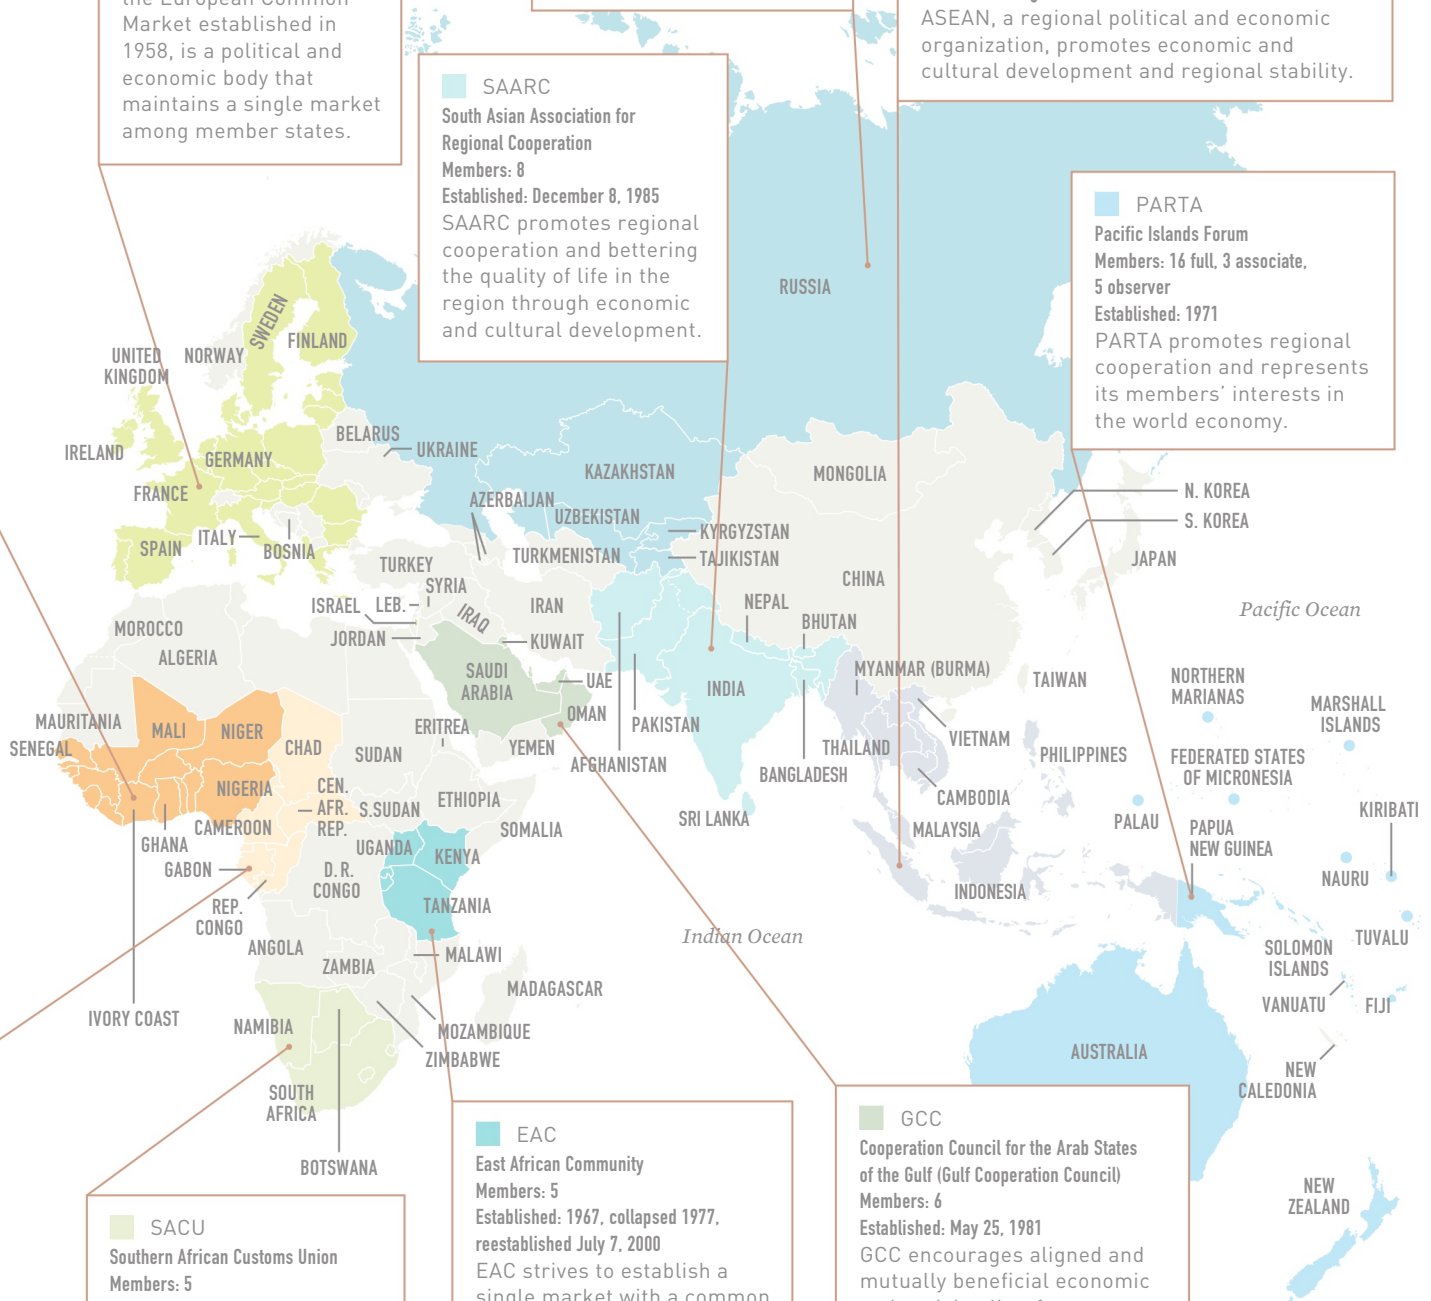 the European Common
Market established in
1958, is a political and
economic body that
maintains a single market
among member states.
SAARC
South Asian Association for
Regional Cooperation
Members: 8
Established: December 8, 1985
SAARC promotes regional
cooperation and bettering
the quality of life in the
region through economic
and cultural development.
ASEAN, a regional political and economic
organization, promotes economic and
cultural development and regional stability.
PARTA
Pacific Islands Forum
Members: 16 full, 3 associate,
5 observer
Established: 1971
PARTA promotes regional
cooperation and represents
its members’ interests in
the world economy.
RUSSIA
SWEDEN
FINLAND
UNITED
KINGDOM
NORWAY
IRELAND
BELARUS
UKRAINE
GERMANY
FRANCE
KAZAKHSTAN
MONGOLIA
AZERBAIJAN
UZBEKISTAN
N. KOREA
S. KOREA
SPAIN
ITALY
BOSNIA
KYRGYZSTAN
TURKMENISTAN
TAJIKISTAN
JAPAN
TURKEY
SYRIA
CHINA
ISRAEL
LEB.
IRAQ
IRAN
NEPAL
BHUTAN
Pacific Ocean
MOROCCO
JORDAN
KUWAIT
ALGERIA
SAUDI
ARABIA
UAE
INDIA
MYANMAR (BURMA)
TAIWAN
NORTHERN
MARIANAS
MARSHALL
ISLANDS
MAURITANIA
MALI
NIGER
CHAD
SENEGAL
ERITREA
OMAN
PAKISTAN
SUDAN
YEMEN
AFGHANISTAN
BANGLADESH
THAILAND
VIETNAM
PHILIPPINES
FEDERATED STATES
OF MICRONESIA
NIGERIA
CEN.
AFR.
REP.
S.SUDAN
ETHIOPIA
SOMALIA
SRI LANKA
CAMBODIA
MALAYSIA
PALAU
PAPUA
NEW GUINEA
KIRIBATI
GHANA
CAMEROON
UGANDA
KENYA
GABON
D. R.
CONGO
INDONESIA
NAURU
REP.
CONGO
TANZANIA
Indian Ocean
ANGOLA
ZAMBIA
MALAWI
SOLOMON
ISLANDS
TUVALU
MADAGASCAR
VANUATU
FIJI
IVORY COAST
NAMIBIA
MOZAMBIQUE
ZIMBABWE
AUSTRALIA
NEW
CALEDONIA
SOUTH
AFRICA
BOTSWANA
NEW
ZEALAND
SACU
Southern African Customs Union
Members: 5
EAC
East African Community
Members: 5
Established: 1967, collapsed 1977,
reestablished July 7, 2000
EAC strives to establish a
single market with a common
GCC
Cooperation Council for the Arab States
of the Gulf (Gulf Cooperation Council)
Members: 6
Established: May 25, 1981
GCC encourages aligned and
mutually beneficial economic